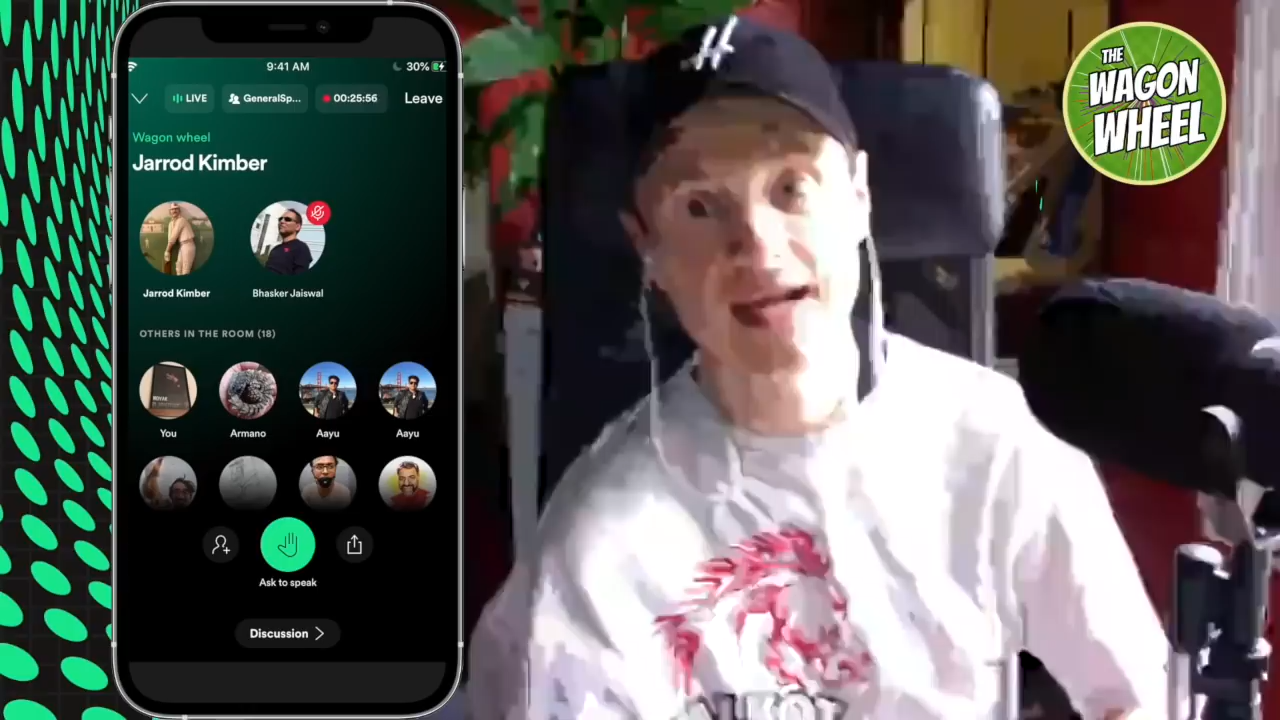 9:41 AM
30%
LIVE
GeneralSp...
00:25:56
Leave
Wagon wheel
Jarrod Kimber
Jarrod Kimber
Bhasker Jaiswal
OTHERS IN THE ROOM (18)
You
Armano
Aayu
Aayu
Ask to speak
Discussion
H
THE
WAGON
WHEEL